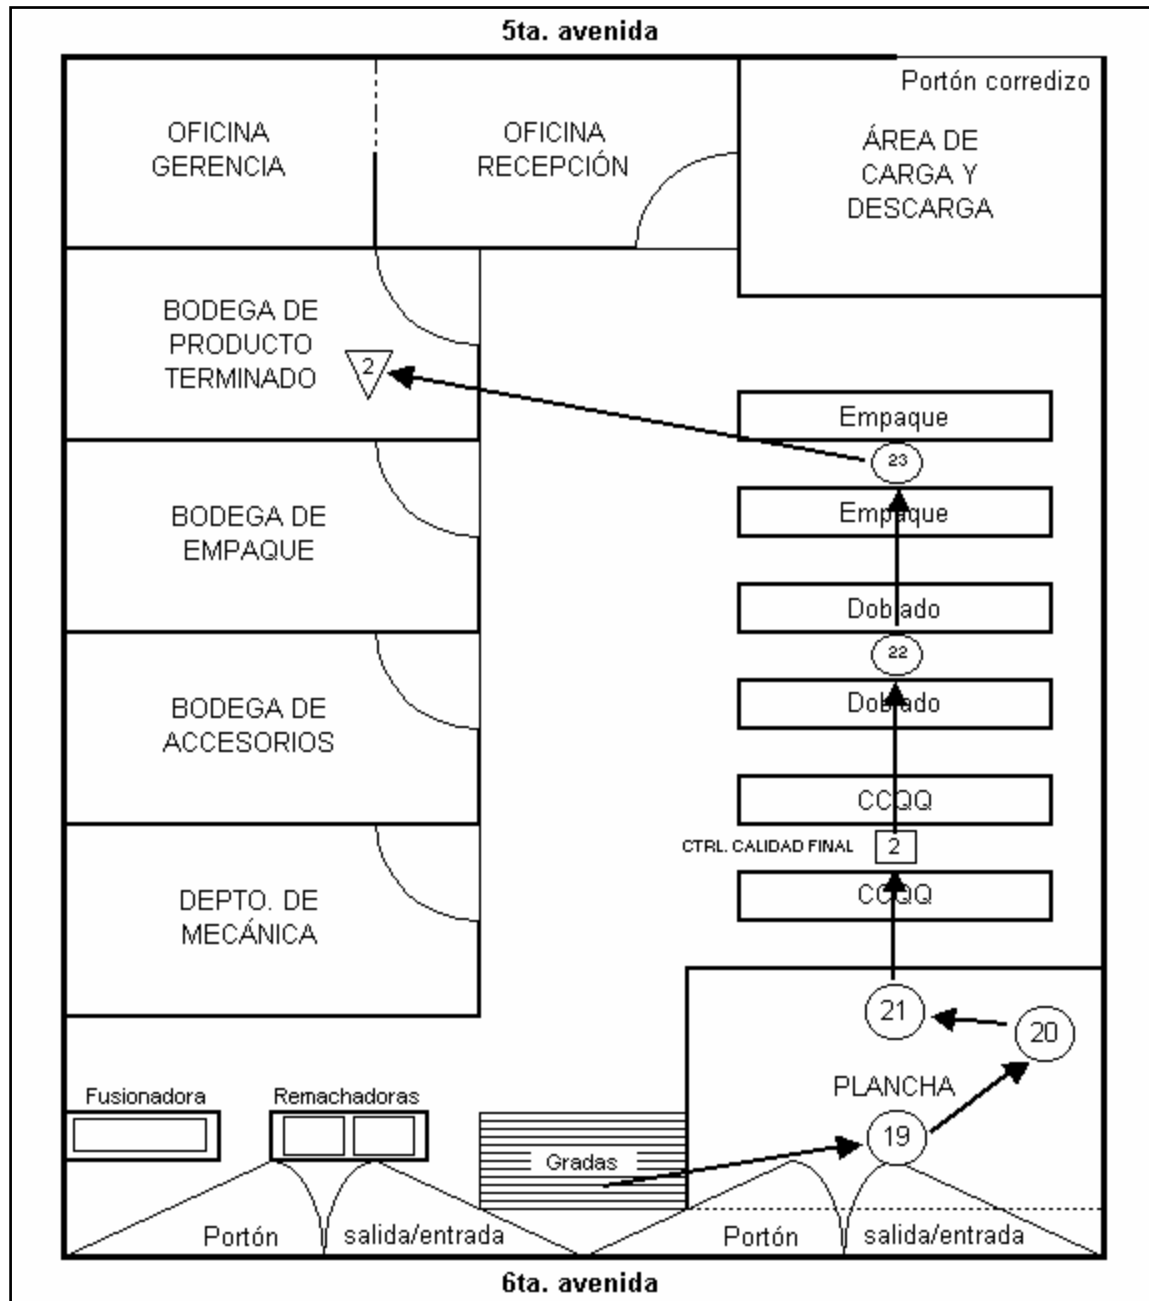 5ta. avenida
Portón corredizo
OFICINA
GERENCIA
OFICINA
RECEPCIÓN
ÁREA DE
CARGA Y
DESCARGA
BODEGA DE
PRODUCTO
TERMINADO
2
Empaque
23
Empaque
BODEGA DE
EMPAQUE
Doblado
22
Doblado
BODEGA DE
ACCESORIOS
CCQQ
CTRL. CALIDAD FINAL
2
CCQQ
DEPTO. DE
MECÁNICA
21
20
PLANCHA
19
Fusionadora
Remachadoras
Gradas
Portón
salida/entrada
Portón
salida/entrada
6ta. avenida